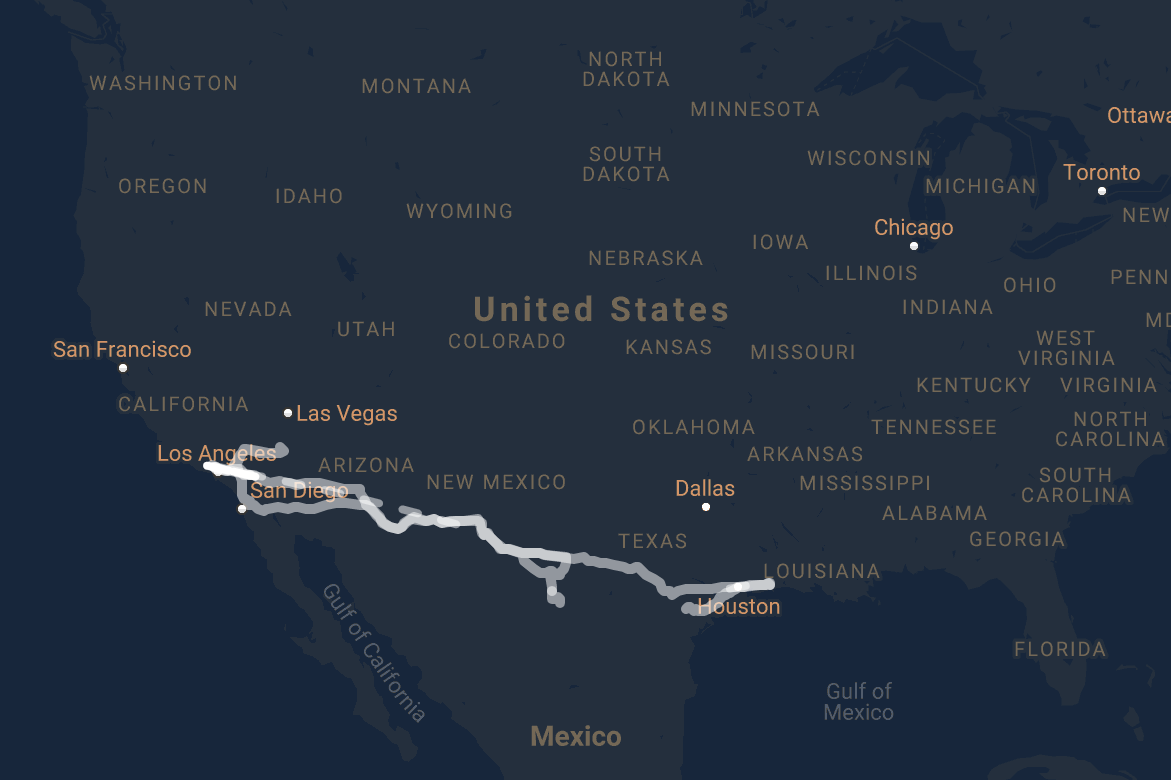 NORTH
DAKOTA
WASHINGTON
MONTANA
MINNESOTA
Ottawa
SOUTH
DAKOTA
WISCONSIN
OREGON
IDAHO
MICHIGAN
Toronto
WYOMING
NEW
Chicago
IOWA
NEBRASKA
ILLINOIS
OHIO
PENN
NEVADA
United States
INDIANA
MD
UTAH
COLORADO
KANSAS
MISSOURI
WEST
VIRGINIA
San Francisco
KENTUCKY
VIRGINIA
CALIFORNIA
Las Vegas
OKLAHOMA
TENNESSEE
NORTH
CAROLINA
Los Angeles
ARIZONA
ARKANSAS
NEW MEXICO
San Diego
Dallas
MISSISSIPPI
SOUTH
CAROLINA
ALABAMA
TEXAS
GEORGIA
LOUISIANA
Houston
Gulf of California
FLORIDA
Gulf of
Mexico
Mexico